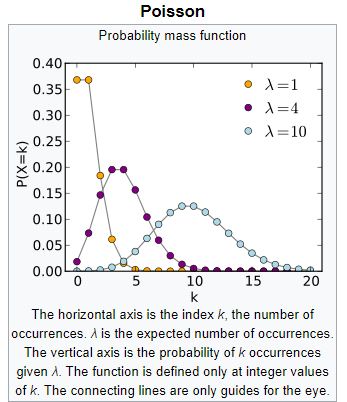 Poisson
Probability mass function
0.40
0.35
0.30
0.25
0.20
0.15
0.10
0.05
0.00
P(X=k)
λ=1
λ=4
λ=10
0 5 10 15 20
k
The horizontal axis is the index k, the number of
occurrences. λ is the expected number of occurrences.
The vertical axis is the probability of k occurrences
given λ. The function is defined only at integer values
of k. The connecting lines are only guides for the eye.